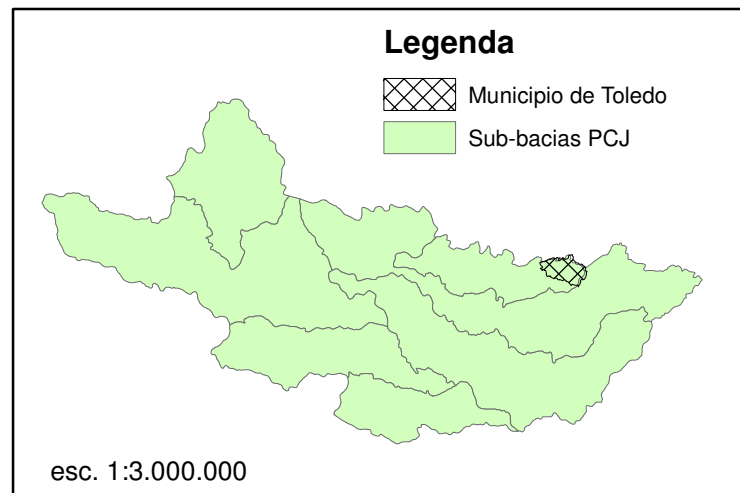 Legenda
Municipio de Toledo
Sub-bacias PCJ
esc. 1:3.000.000